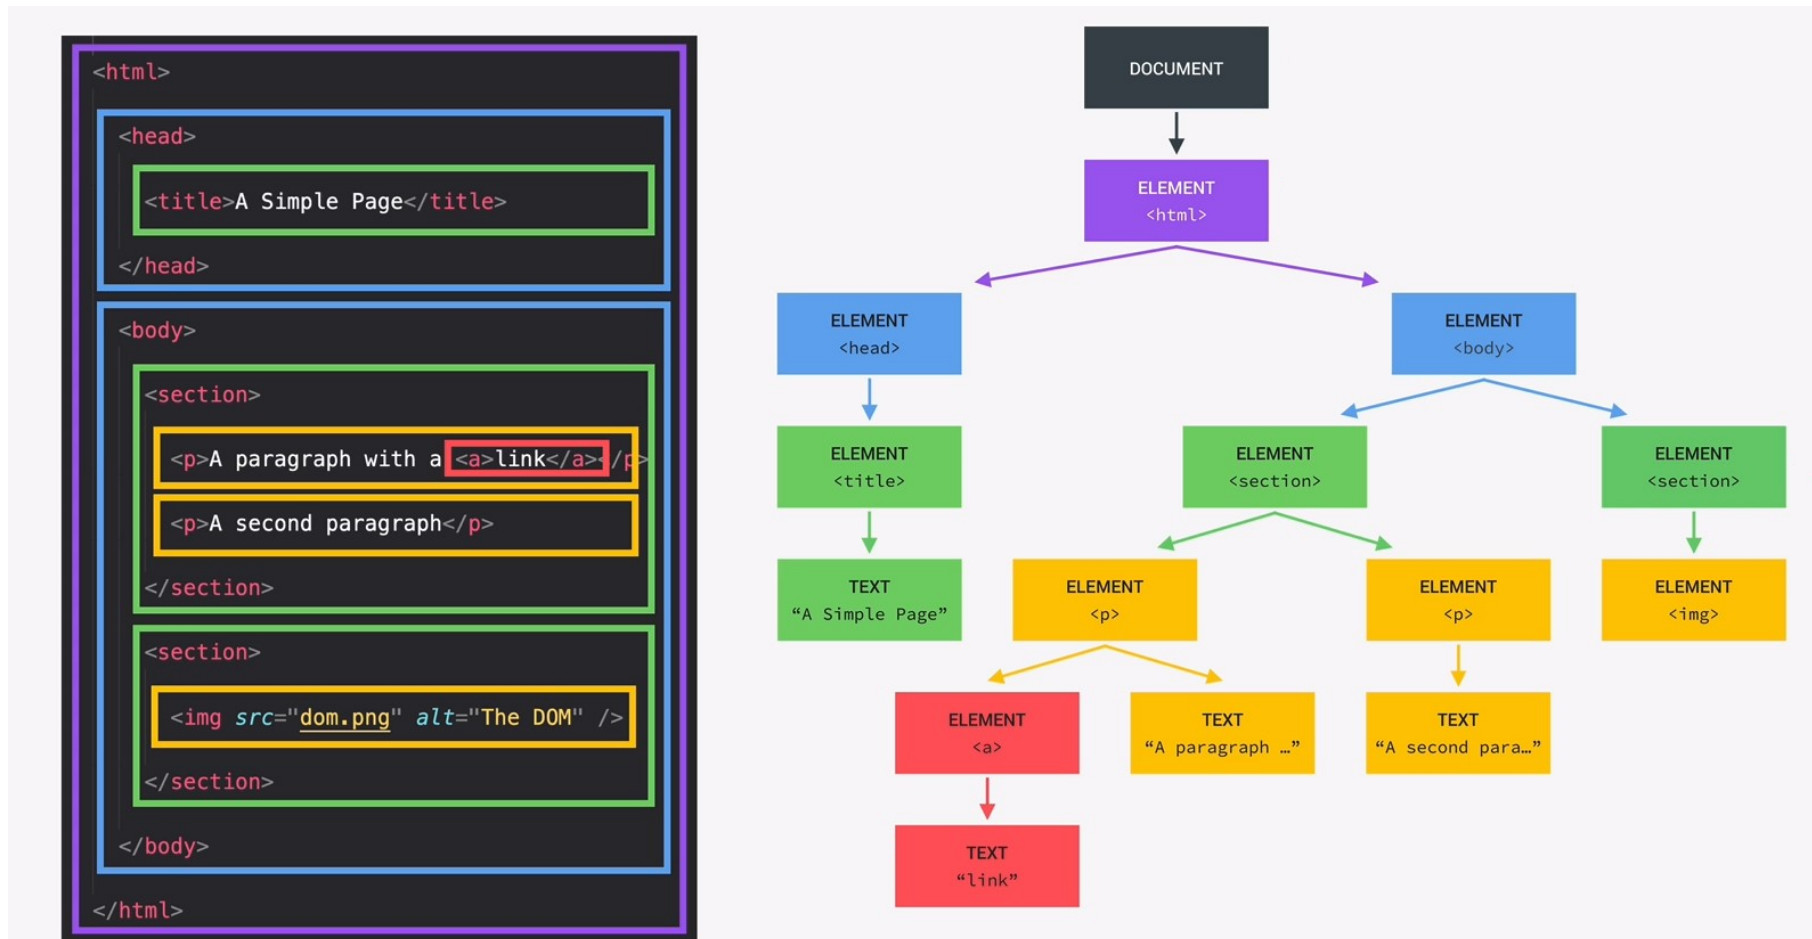 <html>
<head>
<title>A Simple Page</title>
</head>
<body>
<section>
<p>A paragraph with a <a>link</a></p>
<p>A second paragraph</p>
</section>
<section>
<img src="dom.png" alt="The DOM" />
</section>
</body>
</html>
DOCUMENT
ELEMENT
<html>
ELEMENT
<head>
ELEMENT
<body>
ELEMENT
<title>
ELEMENT
<section>
ELEMENT
<section>
TEXT
“A Simple Page”
ELEMENT
<p>
ELEMENT
<p>
ELEMENT
<img>
ELEMENT
<a>
TEXT
“A paragraph …”
TEXT
“A second para…”
TEXT
“link”